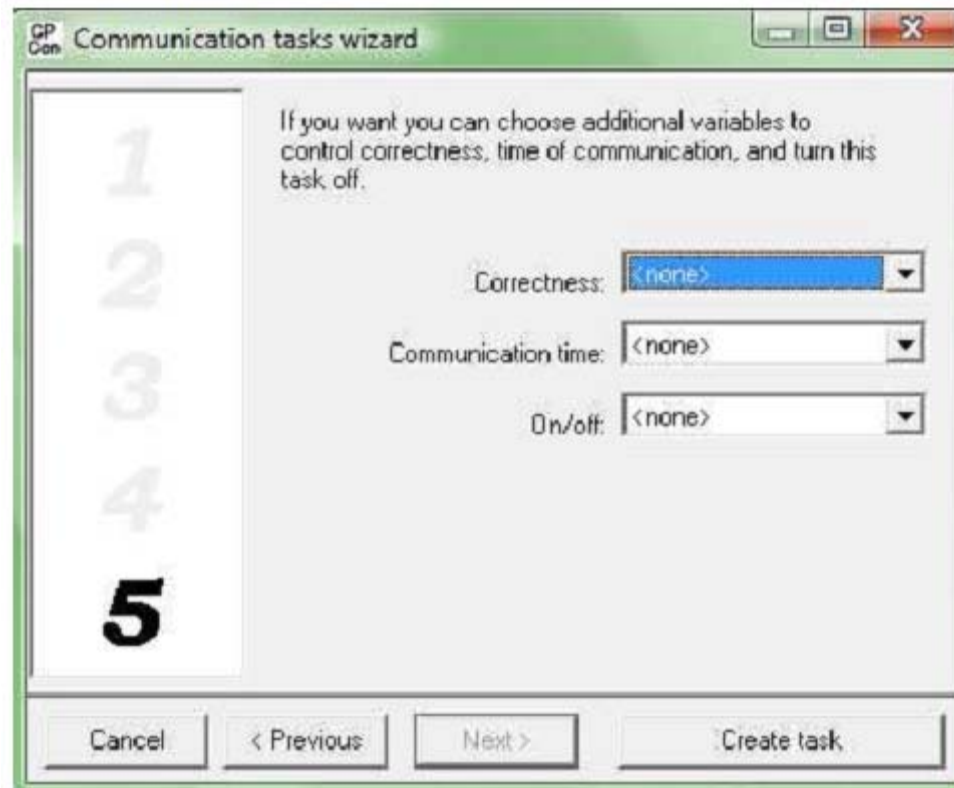 GP
Con
Communication tasks wizard
1
2
3
4
5
If you want you can choose additional variables to
control correctness, time of communication, and turn this
task off.
Correctness: <none>
Communication time: <none>
On/off: <none>
Cancel
< Previous
Next >
Create task